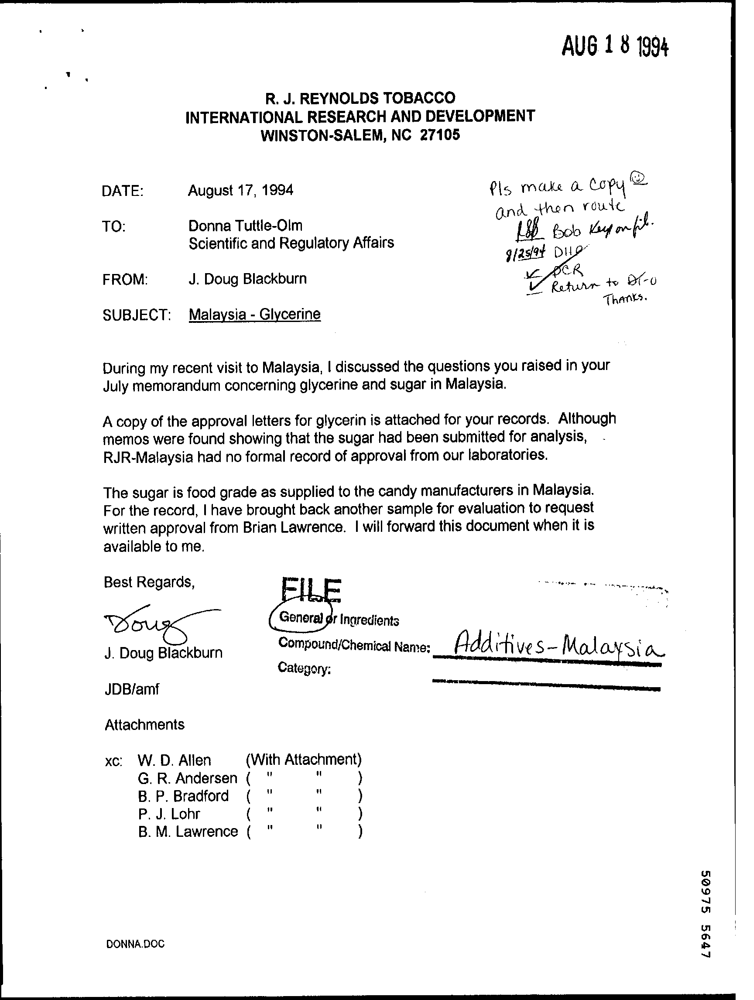 AUG 18 1994
R. J. REYNOLDS TOBACCO
INTERNATIONAL RESEARCH AND DEVELOPMENT
WINSTON-SALEM, NC 27105
DATE: August 17, 1994
TO: Donna Tuttle-Olm
Scientific and Regulatory Affairs
FROM: J. Doug Blackburn
SUBJECT: Malaysia - Glycerine
Pls make a copy
and then route
Bob Keep on file.
8/25/94 DHP
PCR
Return to DT-O
Thanks.
During my recent visit to Malaysia, I discussed the questions you raised in your
July memorandum concerning glycerine and sugar in Malaysia.
A copy of the approval letters for glycerin is attached for your records. Although
memos were found showing that the sugar had been submitted for analysis,
RJR-Malaysia had no formal record of approval from our laboratories.
The sugar is food grade as supplied to the candy manufacturers in Malaysia.
For the record, I have brought back another sample for evaluation to request
written approval from Brian Lawrence. I will forward this document when it is
available to me.
Best Regards,
Doug
J. Doug Blackburn
FILE
General or Ingredients
Compound/Chemical Name: Additives-Malaysia
Category:
JDB/amf
Attachments
xc: W. D. Allen (With Attachment)
G. R. Andersen ( " " )
B. P. Bradford ( " " )
P. J. Lohr ( " " )
B. M. Lawrence ( " " )
DONNA.DOC
50975 5647